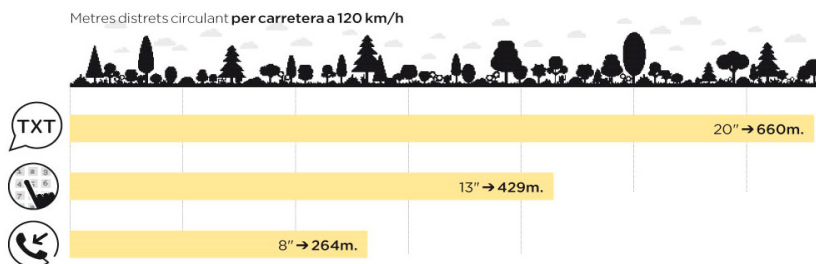 Metres distrets circulant per carretera a 120 km/h
TXT
20" ➔ 660m.
13" ➔ 429m.
8" ➔ 264m.